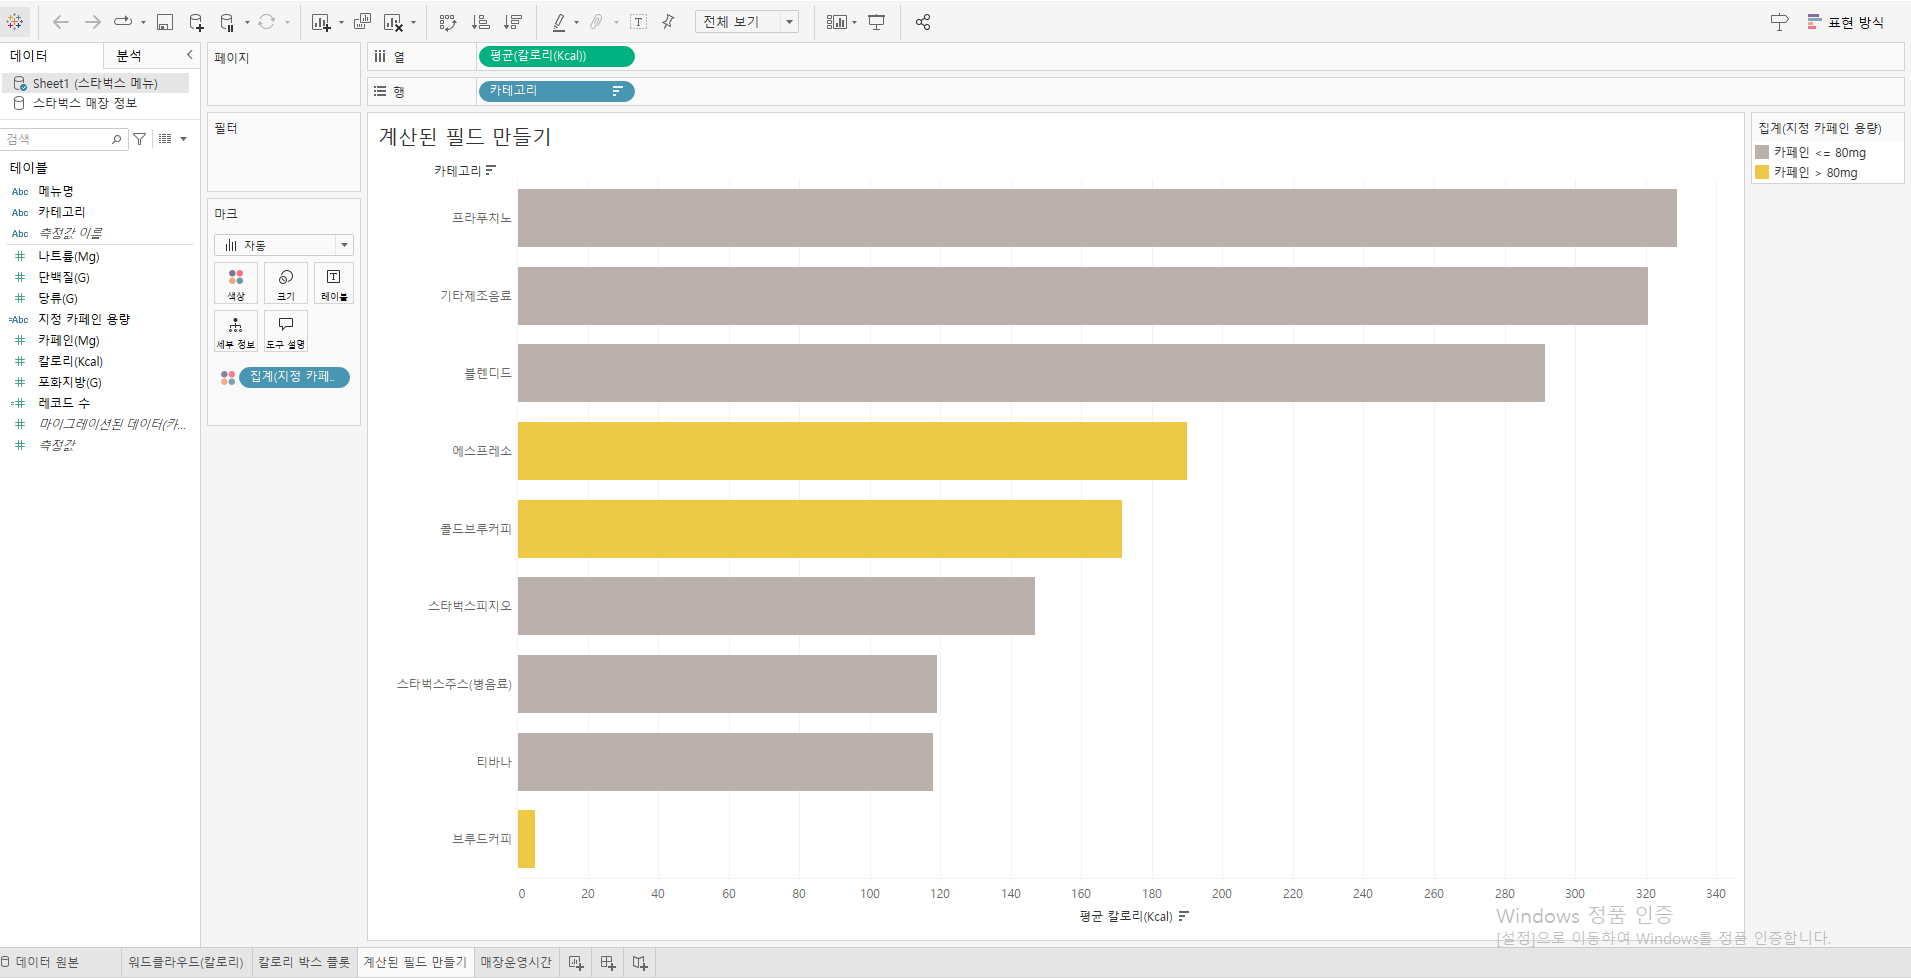 전체 보기
표현 방식
데이터
분석
Sheet1 (스타벅스 메뉴)
스타벅스 매장 정보
검색
테이블
Abc 메뉴명
Abc 카테고리
Abc 측정값 이름
나트륨(Mg)
단백질(G)
당류(G)
=Abc 지정 카페인 용량
카페인(Mg)
칼로리(Kcal)
포화지방(G)
레코드 수
마이그레이션된 데이터(카...
측정값
페이지
필터
마크
자동
색상
크기
레이블
세부 정보
도구 설명
집계(지정 카페..
열
평균(칼로리(Kcal))
행
카테고리
계산된 필드 만들기
카테고리
프라푸치노
기타제조음료
블렌디드
에스프레소
콜드브루커피
스타벅스피지오
스타벅스주스(병음료)
티바나
브루드커피
0 20 40 60 80 100 120 140 160 180 200 220 240 260 280 300 320 340
평균 칼로리(Kcal)
집계(지정 카페인 용량)
카페인 <= 80mg
카페인 > 80mg
Windows 정품 인증
[설정]으로 이동하여 Windows를 정품 인증합니다.
데이터 원본
워드클라우드(칼로리)
칼로리 박스 플롯
계산된 필드 만들기
매장운영시간